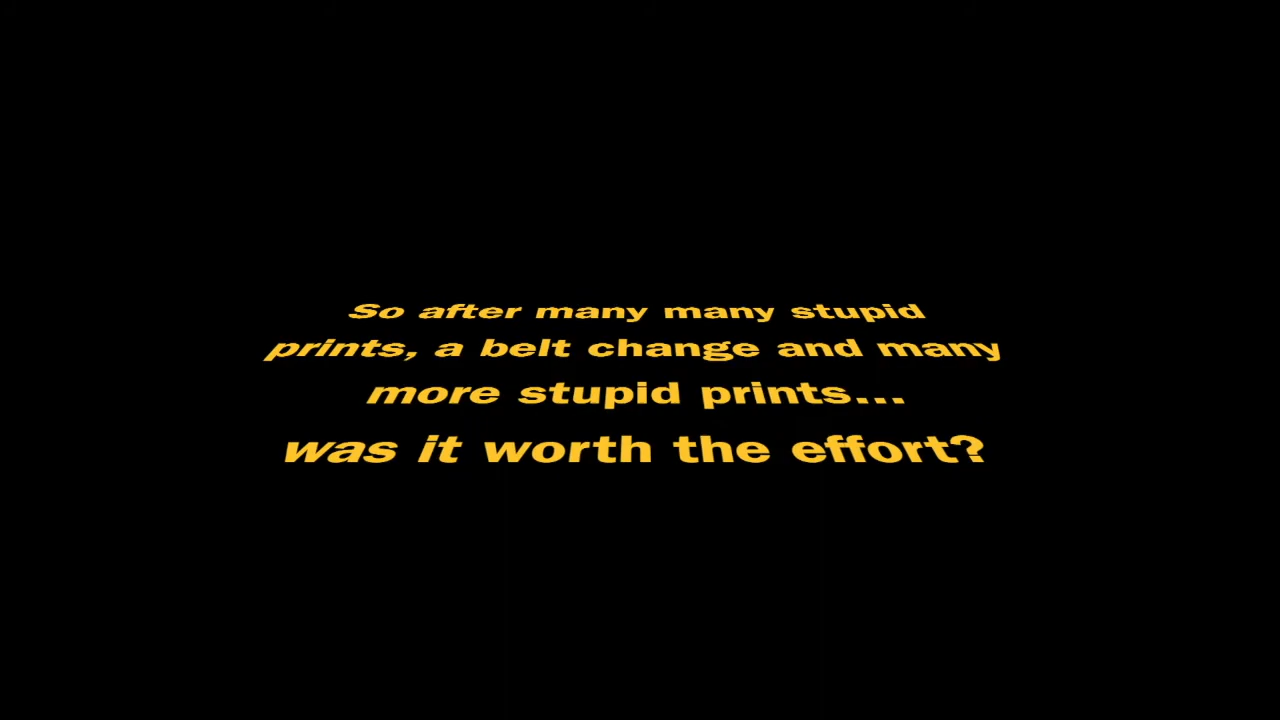 So after many many stupid
prints, a belt change and many
more stupid prints...
was it worth the effort?